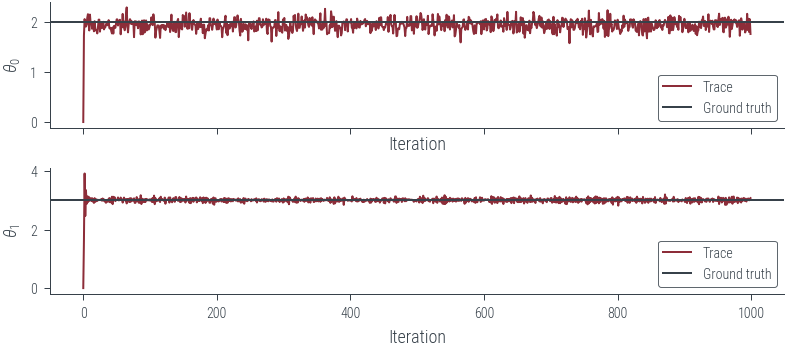 2
1
0
θ0
Trace
Ground truth
Iteration
4
2
0
θ1
Trace
Ground truth
0 200 400 600 800 1000
Iteration